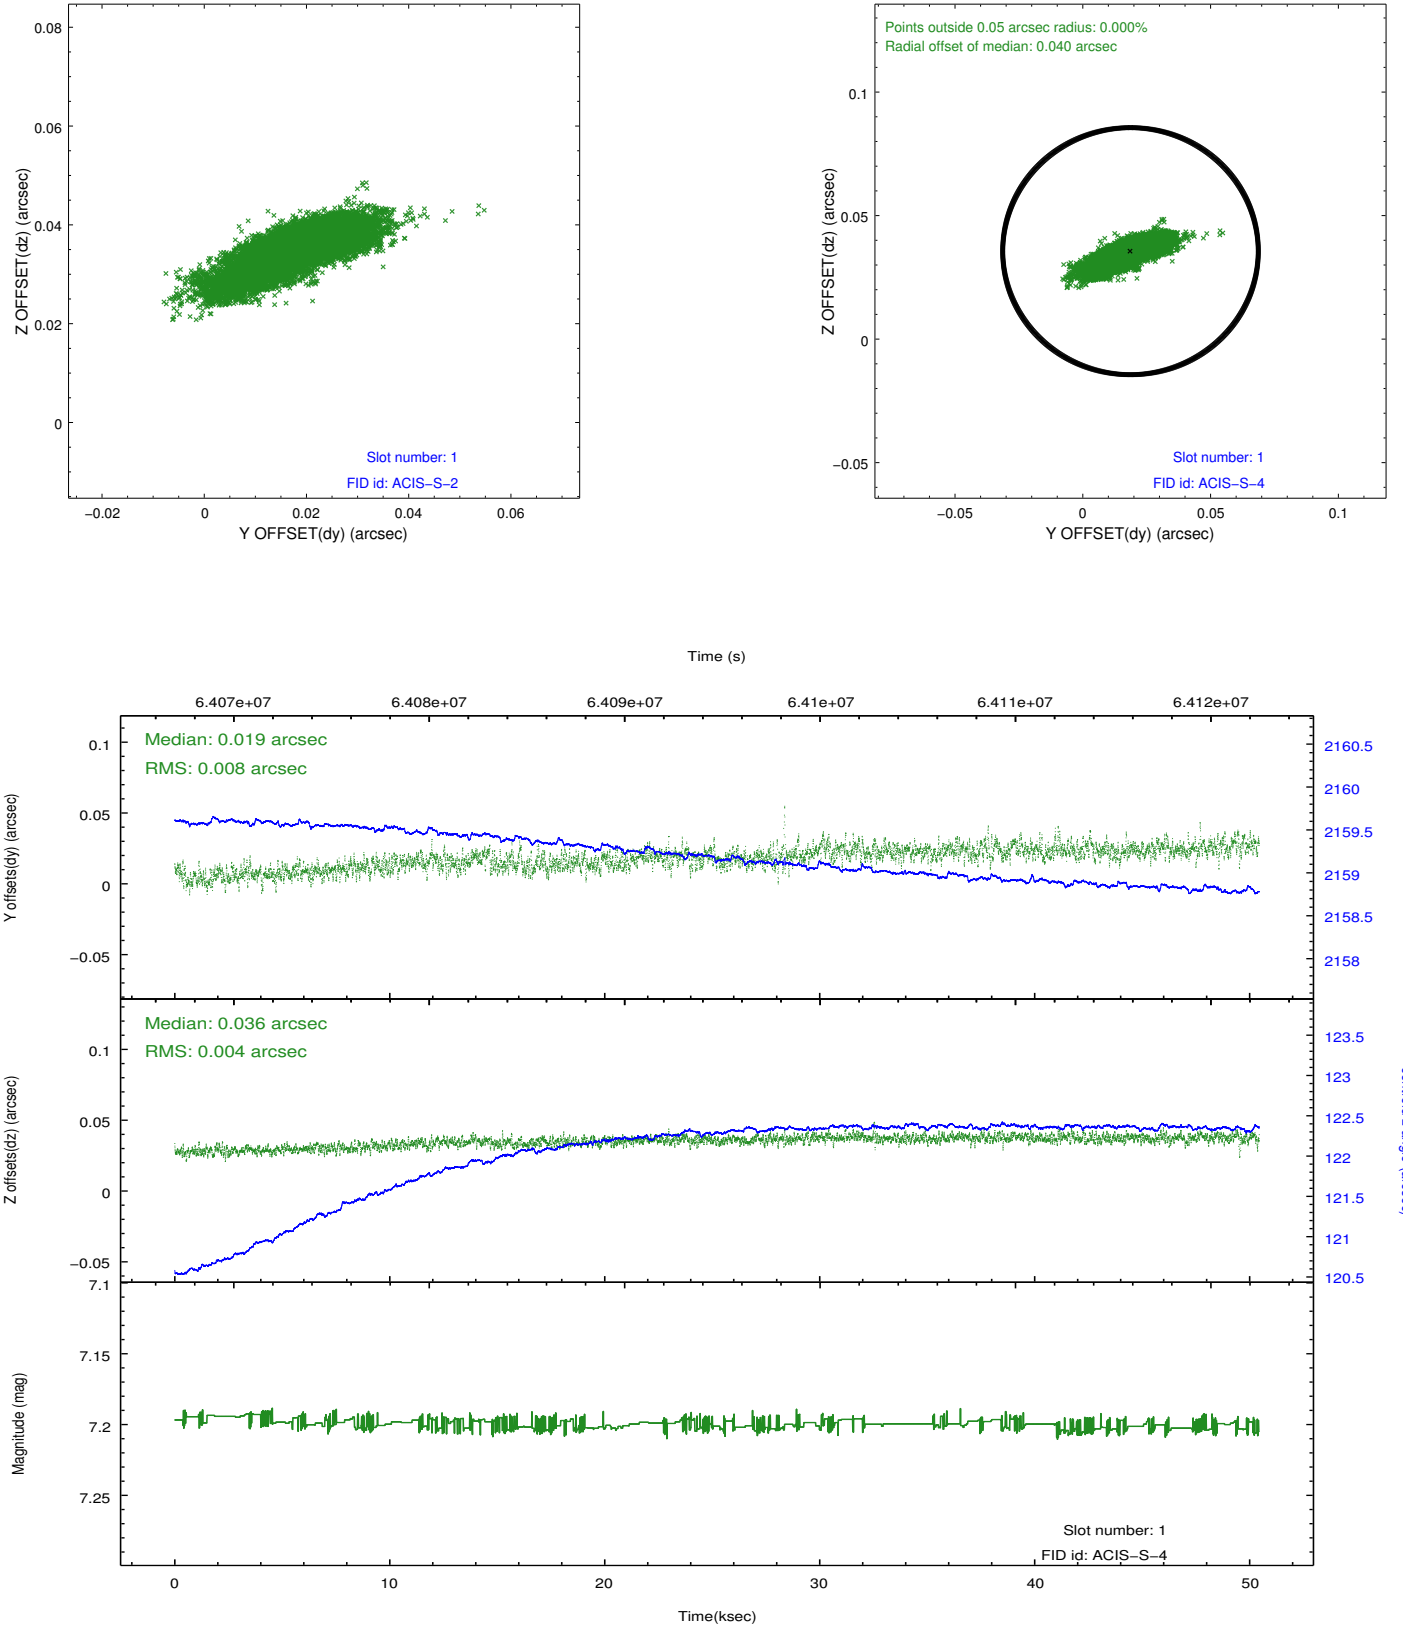 0.08
0.06
0.04
0.02
0
Z OFFSET(dz) (arcsec)
Slot number: 1
FID id: ACIS−S−2
−0.02 0 0.02 0.04 0.06
Y OFFSET(dy) (arcsec)
Points outside 0.05 arcsec radius: 0.000%
Radial offset of median: 0.040 arcsec
0.1
0.05
0
−0.05
Z OFFSET(dz) (arcsec)
Slot number: 1
FID id: ACIS−S−4
−0.05 0 0.05 0.1
Y OFFSET(dy) (arcsec)
Time (s)
6.407e+07 6.408e+07 6.409e+07 6.41e+07 6.411e+07 6.412e+07
Median: 0.019 arcsec
RMS: 0.008 arcsec
0.1
0.05
0
−0.05
Y offsets(dy) (arcsec)
2160.5
2160
2159.5
2159
2158.5
2158
Median: 0.036 arcsec
RMS: 0.004 arcsec
0.1
0.05
0
−0.05
Z offsets(dz) (arcsec)
123.5
123
122.5
122
121.5
121
120.5
7.1
7.15
7.2
7.25
Magnitude (mag)
Slot number: 1
FID id: ACIS−S−4
0 10 20 30 40 50
Time(ksec)